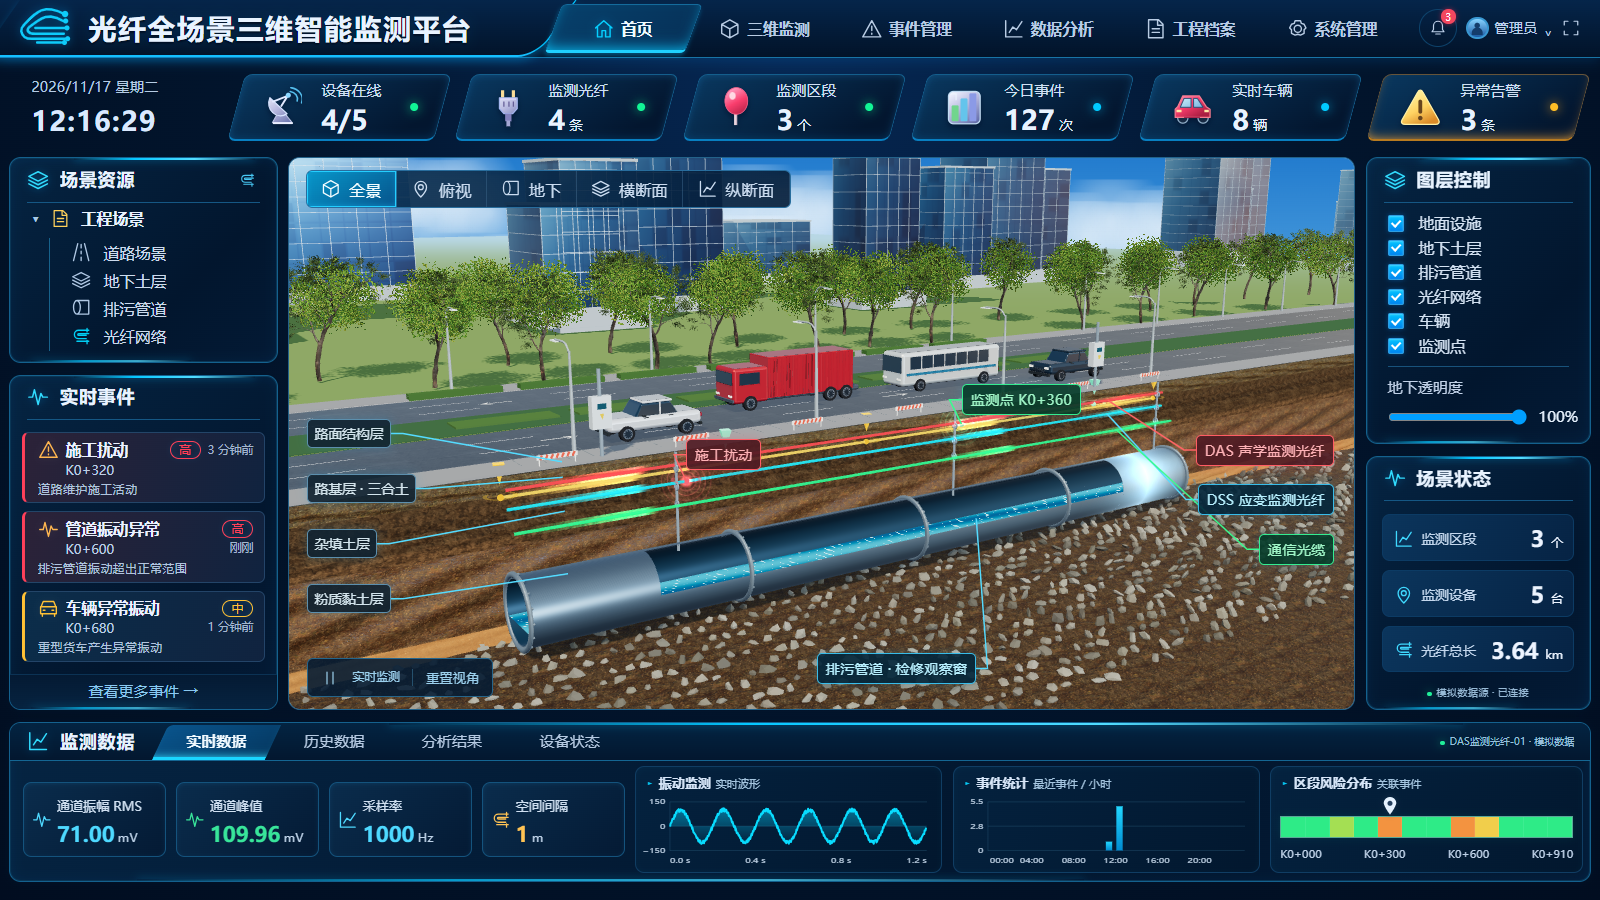 光纤全场景三维智能监测平台
首页
三维监测
事件管理
数据分析
工程档案
系统管理
3
管理员
2026/11/17 星期二
12:16:29
设备在线
4/5
监测光纤
4 条
监测区段
3 个
今日事件
127 次
实时车辆
8 辆
异常告警
3 条
场景资源
工程场景
道路场景
地下土层
排污管道
光纤网络
实时事件
施工扰动 高 3 分钟前
K0+320
道路维护施工活动
管道振动异常 高
K0+600 刚刚
排污管道振动超出正常范围
车辆异常振动 中
K0+680 1 分钟前
重型货车产生异常振动
查看更多事件 →
全景
俯视
地下
横断面
纵断面
监测点 K0+360
路面结构层
施工扰动
DAS 声学监测光纤
路基层 · 三合土
DSS 应变监测光纤
杂填土层
通信光缆
粉质黏土层
排污管道 · 检修观察窗
实时监测
重置视角
图层控制
地面设施
地下土层
排污管道
光纤网络
车辆
监测点
地下透明度
100%
场景状态
监测区段 3 个
监测设备 5 台
光纤总长 3.64 km
模拟数据源 · 已连接
监测数据
实时数据
历史数据
分析结果
设备状态
DAS监测光纤-01 · 模拟数据
通道振幅 RMS
71.00 mV
通道峰值
109.96 mV
采样率
1000 Hz
空间间隔
1 m
振动监测 实时波形
150
0
-150
0.0 s 0.4 s 0.8 s 1.2 s
事件统计 最近事件 / 小时
5.5
2.8
0
00:00 04:00 08:00 12:00 16:00 20:00
区段风险分布 关联事件
K0+000 K0+300 K0+600 K0+910